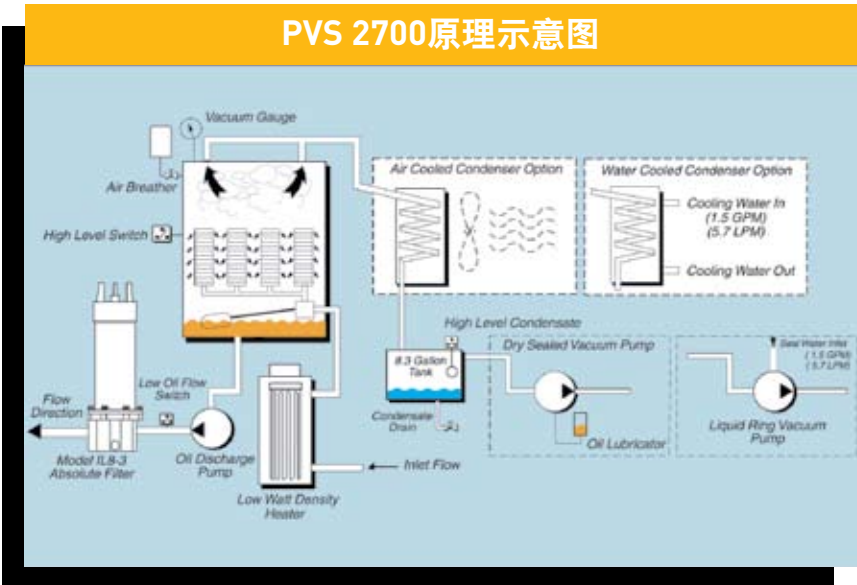 PVS 2700原理示意图
Vacuum Gauge
Air Breather
Air Cooled Condenser Option
Water Cooled Condenser Option
Cooling Water In
(1.5 GPM)
(5.7 LPM)
Cooling Water Out
High Level Switch
High Level Condensate
8.3 Gallon
Tank
Dry Sealed Vacuum Pump
Seal Water Inlet
(1.5 GPM)
(5.7 LPM)
Low Oil Flow
Switch
Flow
Direction
Condensate
Drain
Oil Lubricator
Liquid Ring Vacuum
Pump
Model IL8-3
Absolute Filter
Oil Discharge
Pump
Inlet Flow
Low Watt Density
Heater